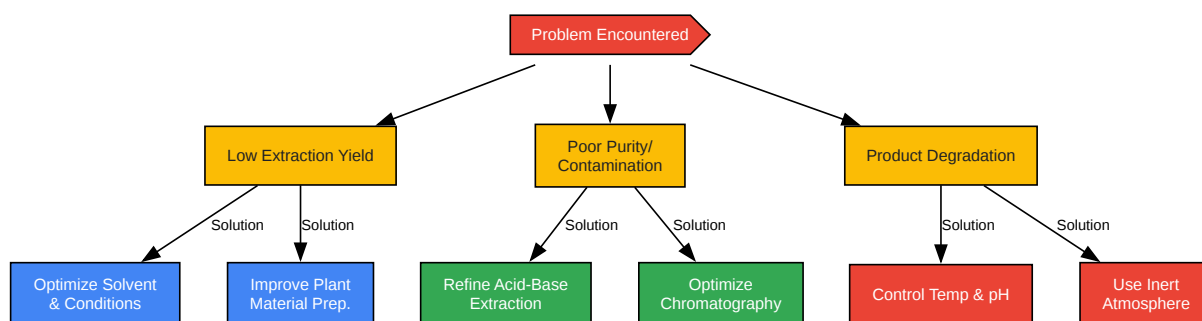 Problem Encountered
Low Extraction Yield
Poor Purity/
Contamination
Product Degradation
Solution
Solution
Solution
Solution
Solution
Solution
Optimize Solvent
& Conditions
Improve Plant
Material Prep.
Refine Acid-Base
Extraction
Optimize
Chromatography
Control Temp & pH
Use Inert
Atmosphere